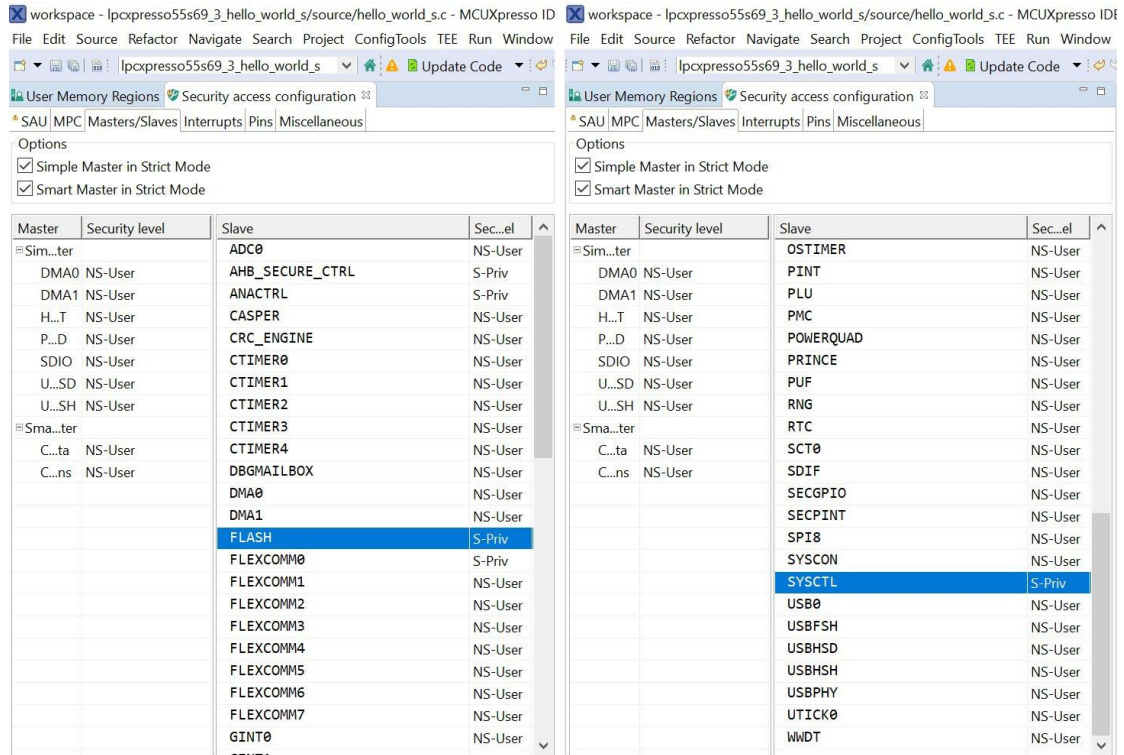 workspace - lpcxpresso55s69_3_hello_world_s/source/hello_world_s.c - MCUXpresso ID
File Edit Source Refactor Navigate Search Project ConfigTools TEE Run Window
lpcxpresso55s69_3_hello_world_s Update Code
User Memory Regions Security access configuration
SAU MPC Masters/Slaves Interrupts Pins Miscellaneous
Options
Simple Master in Strict Mode
Smart Master in Strict Mode
Master Security level Slave Sec...el
Sim...ter ADC0 NS-User
DMA0 NS-User AHB_SECURE_CTRL S-Priv
DMA1 NS-User ANACTRL S-Priv
H...T NS-User CASPER NS-User
P...D NS-User CRC_ENGINE NS-User
SDIO NS-User CTIMER0 NS-User
U...SD NS-User CTIMER1 NS-User
U...SH NS-User CTIMER2 NS-User
Sma...ter CTIMER3 NS-User
C...ta NS-User CTIMER4 NS-User
C...ns NS-User DBGMAILBOX NS-User
DMA0 NS-User
DMA1 NS-User
FLASH S-Priv
FLEXCOMM0 S-Priv
FLEXCOMM1 NS-User
FLEXCOMM2 NS-User
FLEXCOMM3 NS-User
FLEXCOMM4 NS-User
FLEXCOMM5 NS-User
FLEXCOMM6 NS-User
FLEXCOMM7 NS-User
GINT0 NS-User
workspace - lpcxpresso55s69_3_hello_world_s/source/hello_world_s.c - MCUXpresso IDE
File Edit Source Refactor Navigate Search Project ConfigTools TEE Run Window
lpcxpresso55s69_3_hello_world_s Update Code
User Memory Regions Security access configuration
SAU MPC Masters/Slaves Interrupts Pins Miscellaneous
Options
Simple Master in Strict Mode
Smart Master in Strict Mode
Master Security level Slave Sec...el
Sim...ter OSTIMER NS-User
DMA0 NS-User PINT NS-User
DMA1 NS-User PLU NS-User
H...T NS-User PMC NS-User
P...D NS-User POWERQUAD NS-User
SDIO NS-User PRINCE NS-User
U...SD NS-User PUF NS-User
U...SH NS-User RNG NS-User
Sma...ter RTC NS-User
C...ta NS-User SCT0 NS-User
C...ns NS-User SDIF NS-User
SECGPIO NS-User
SECPINT NS-User
SPI8 NS-User
SYSCON NS-User
SYSCTL S-Priv
USB0 NS-User
USBFSH NS-User
USBHSD NS-User
USBHSH NS-User
USBPHY NS-User
UTICK0 NS-User
WWDT NS-User